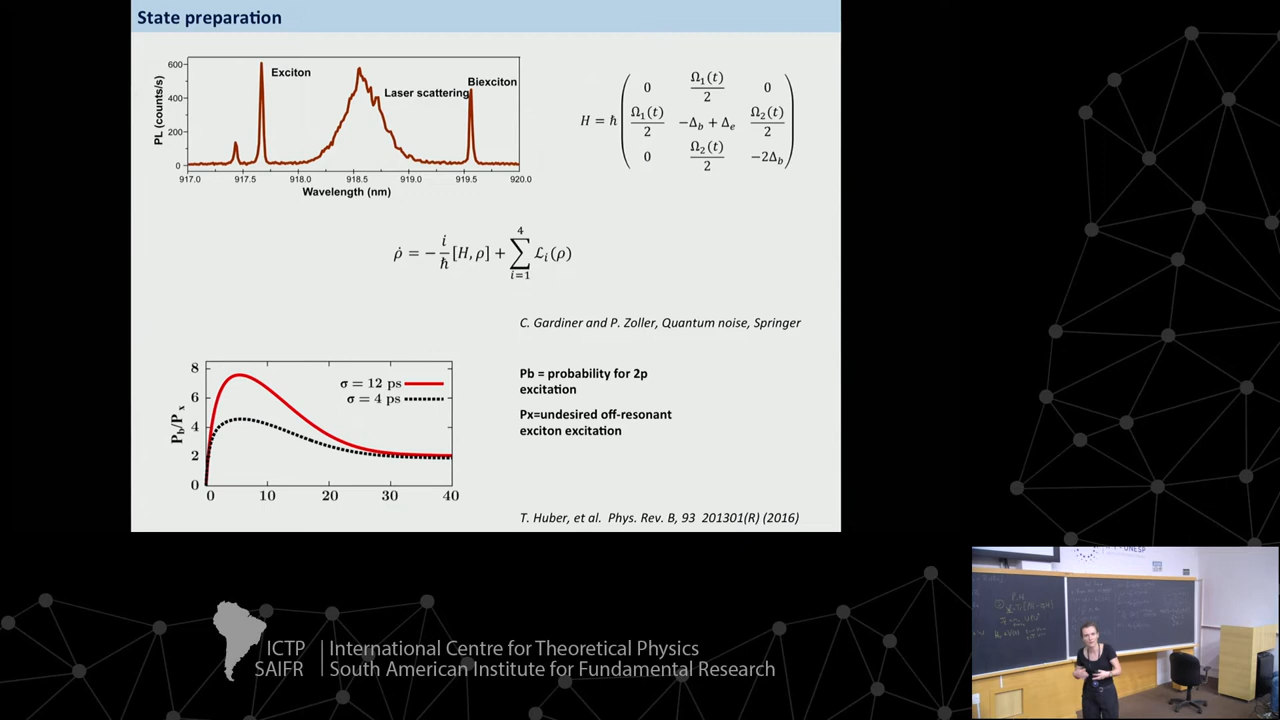 State preparation
PL (counts/s)
600
400
200
0
Exciton
Laser scattering
Biexciton
917.0 917.5 918.0 918.5 919.0 919.5 920.0
Wavelength (nm)
H = ħ ( 0 Ω₁(t)/2 0
Ω₁(t)/2 −Δb + Δe Ω₂(t)/2
0 Ω₂(t)/2 −2Δb )
ρ̇ = − i/ħ [H, ρ] + ∑ᵢ₌₁⁴ ℒᵢ(ρ)
C. Gardiner and P. Zoller, Quantum noise, Springer
Pb/Px
8
6
4
2
0
σ = 12 ps
σ = 4 ps
0 10 20 30 40
Pb = probability for 2p
excitation
Px=undesired off-resonant
exciton excitation
T. Huber, et al. Phys. Rev. B, 93 201301(R) (2016)
ICTP
SAIFR
International Centre for Theoretical Physics
South American Institute for Fundamental Research